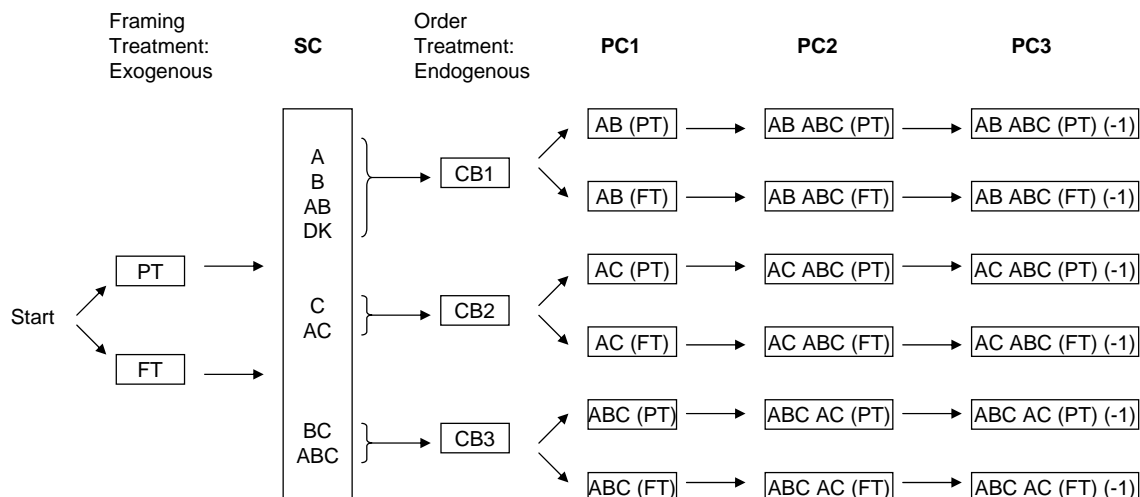 Framing
Treatment:
Exogenous
SC
Order
Treatment:
Endogenous
PC1
PC2
PC3
Start
PT
FT
A
B
AB
DK
C
AC
BC
ABC
CB1
CB2
CB3
AB (PT)
AB ABC (PT)
AB ABC (PT) (-1)
AB (FT)
AB ABC (FT)
AB ABC (FT) (-1)
AC (PT)
AC ABC (PT)
AC ABC (PT) (-1)
AC (FT)
AC ABC (FT)
AC ABC (FT) (-1)
ABC (PT)
ABC AC (PT)
ABC AC (PT) (-1)
ABC (FT)
ABC AC (FT)
ABC AC (FT) (-1)